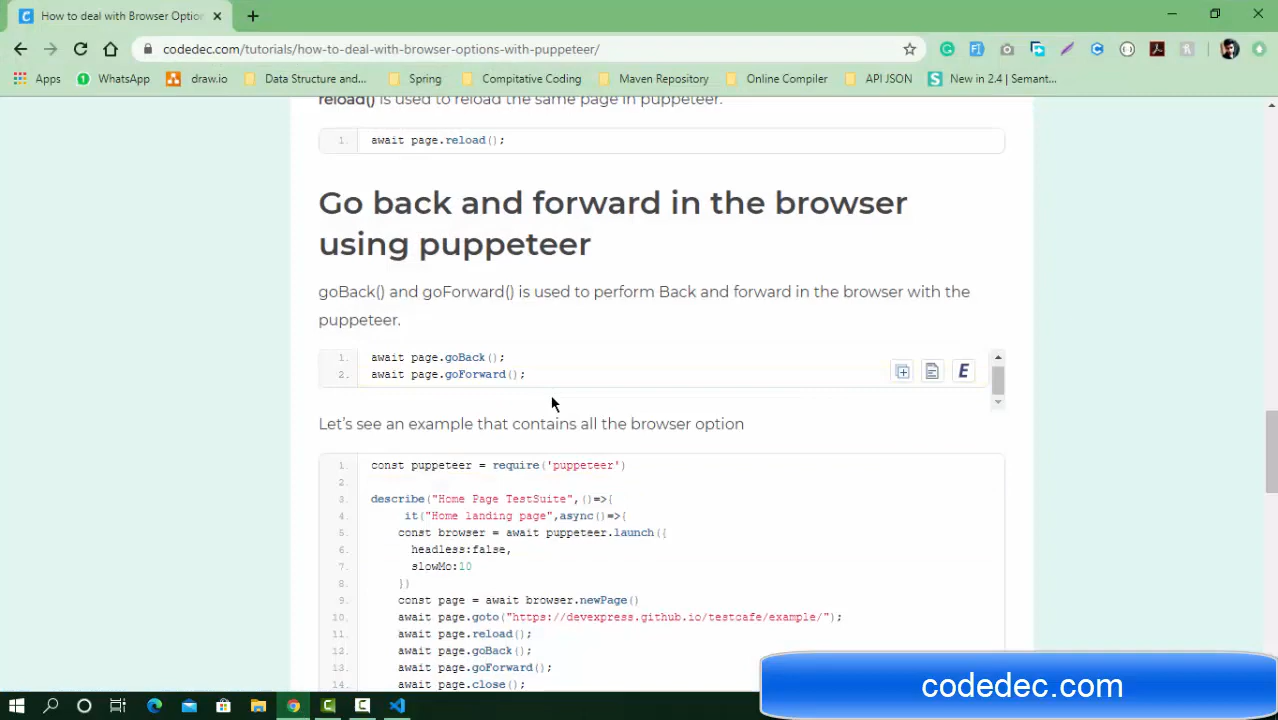 How to deal with Browser Option
codedec.com/tutorials/how-to-deal-with-browser-options-with-puppeteer/
Apps
WhatsApp
draw.io
Data Structure and...
Spring
Compitative Coding
Maven Repository
Online Compiler
API JSON
New in 2.4 | Semant...
reload() is used to reload the same page in puppeteer.
1. await page.reload();
Go back and forward in the browser
using puppeteer
goBack() and goForward() is used to perform Back and forward in the browser with the
puppeteer.
1. await page.goBack();
2. await page.goForward();
E
Let's see an example that contains all the browser option
1. const puppeteer = require('puppeteer')
2.
3. describe("Home Page TestSuite",()=>{
4. it("Home landing page",async()=>{
5. const browser = await puppeteer.launch({
6. headless:false,
7. slowMo:10
8. })
9. const page = await browser.newPage()
10. await page.goto("https://devexpress.github.io/testcafe/example/");
11. await page.reload();
12. await page.goBack();
13. await page.goForward();
14. await page.close();
codedec.com